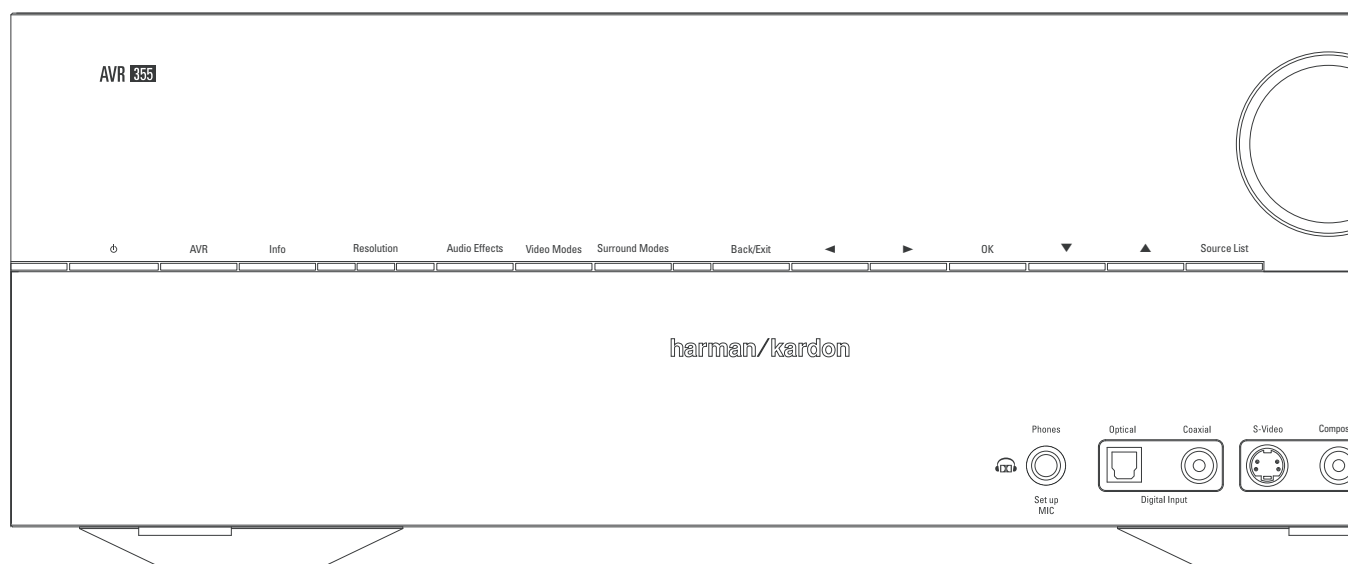 AVR 355
AVR Info Resolution Audio Effects Video Modes Surround Modes Back/Exit OK Source List
harman/kardon
Phones Optical Coaxial S-Video Compos
Set up
MIC
Digital Input